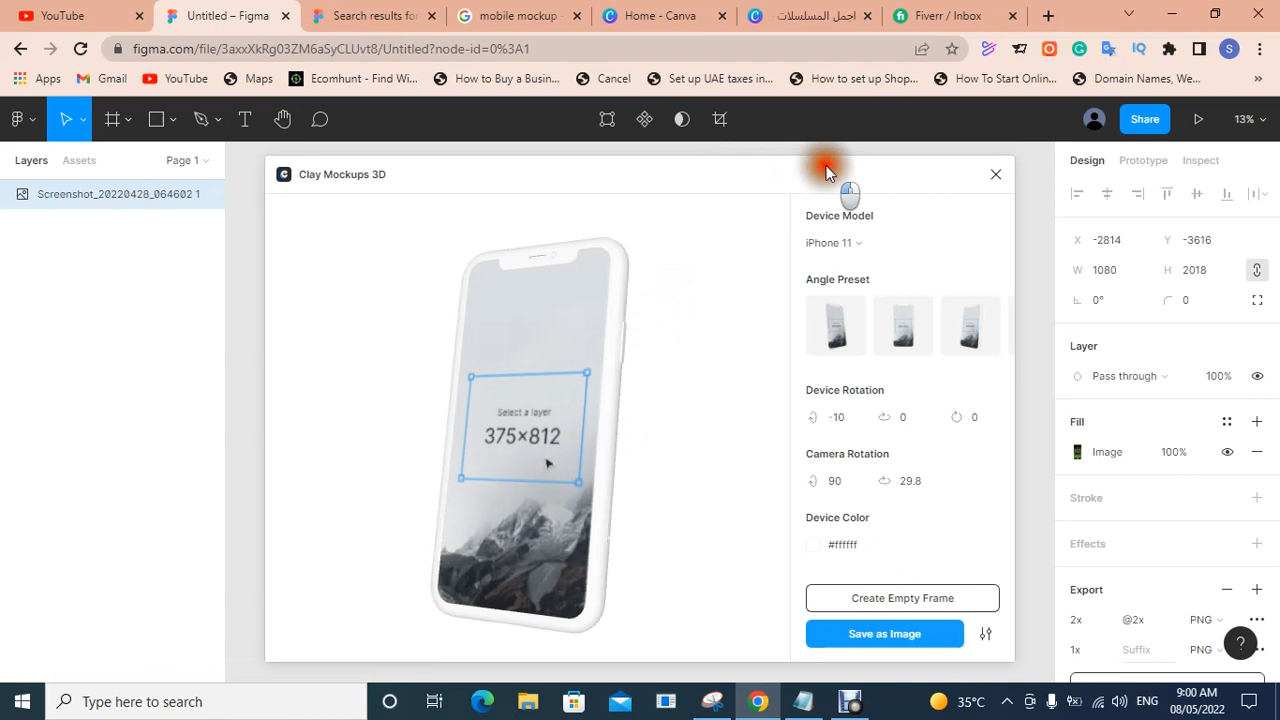 YouTube
Untitled – Figma
Search results for
mobile mockup -
Home - Canva
اجمل المسلسلات
Fiverr / Inbox
figma.com/file/3axxXkRg03ZM6aSyCLUvt8/Untitled?node-id=0%3A1
Apps
Gmail
YouTube
Maps
Ecomhunt - Find Wi...
How to Buy a Busin...
Cancel
Set up UAE taxes in...
How to set up Shop...
How To Start Onlin...
Domain Names, We...
IQ
S
Share
13%
Layers
Assets
Page 1
Screenshot_20220428_064602 1
Clay Mockups 3D
Select a layer
375×812
Device Model
iPhone 11
Angle Preset
Device Rotation
-10
0
0
Camera Rotation
90
29.8
Device Color
#ffffff
Create Empty Frame
Save as Image
Design
Prototype
Inspect
X
-2814
Y
-3616
W
1080
H
2018
0°
0
Layer
Pass through
100%
Fill
Image
100%
Stroke
Effects
Export
2x
@2x
PNG
1x
Suffix
PNG
?
Type here to search
35°C
ENG
9:00 AM
08/05/2022